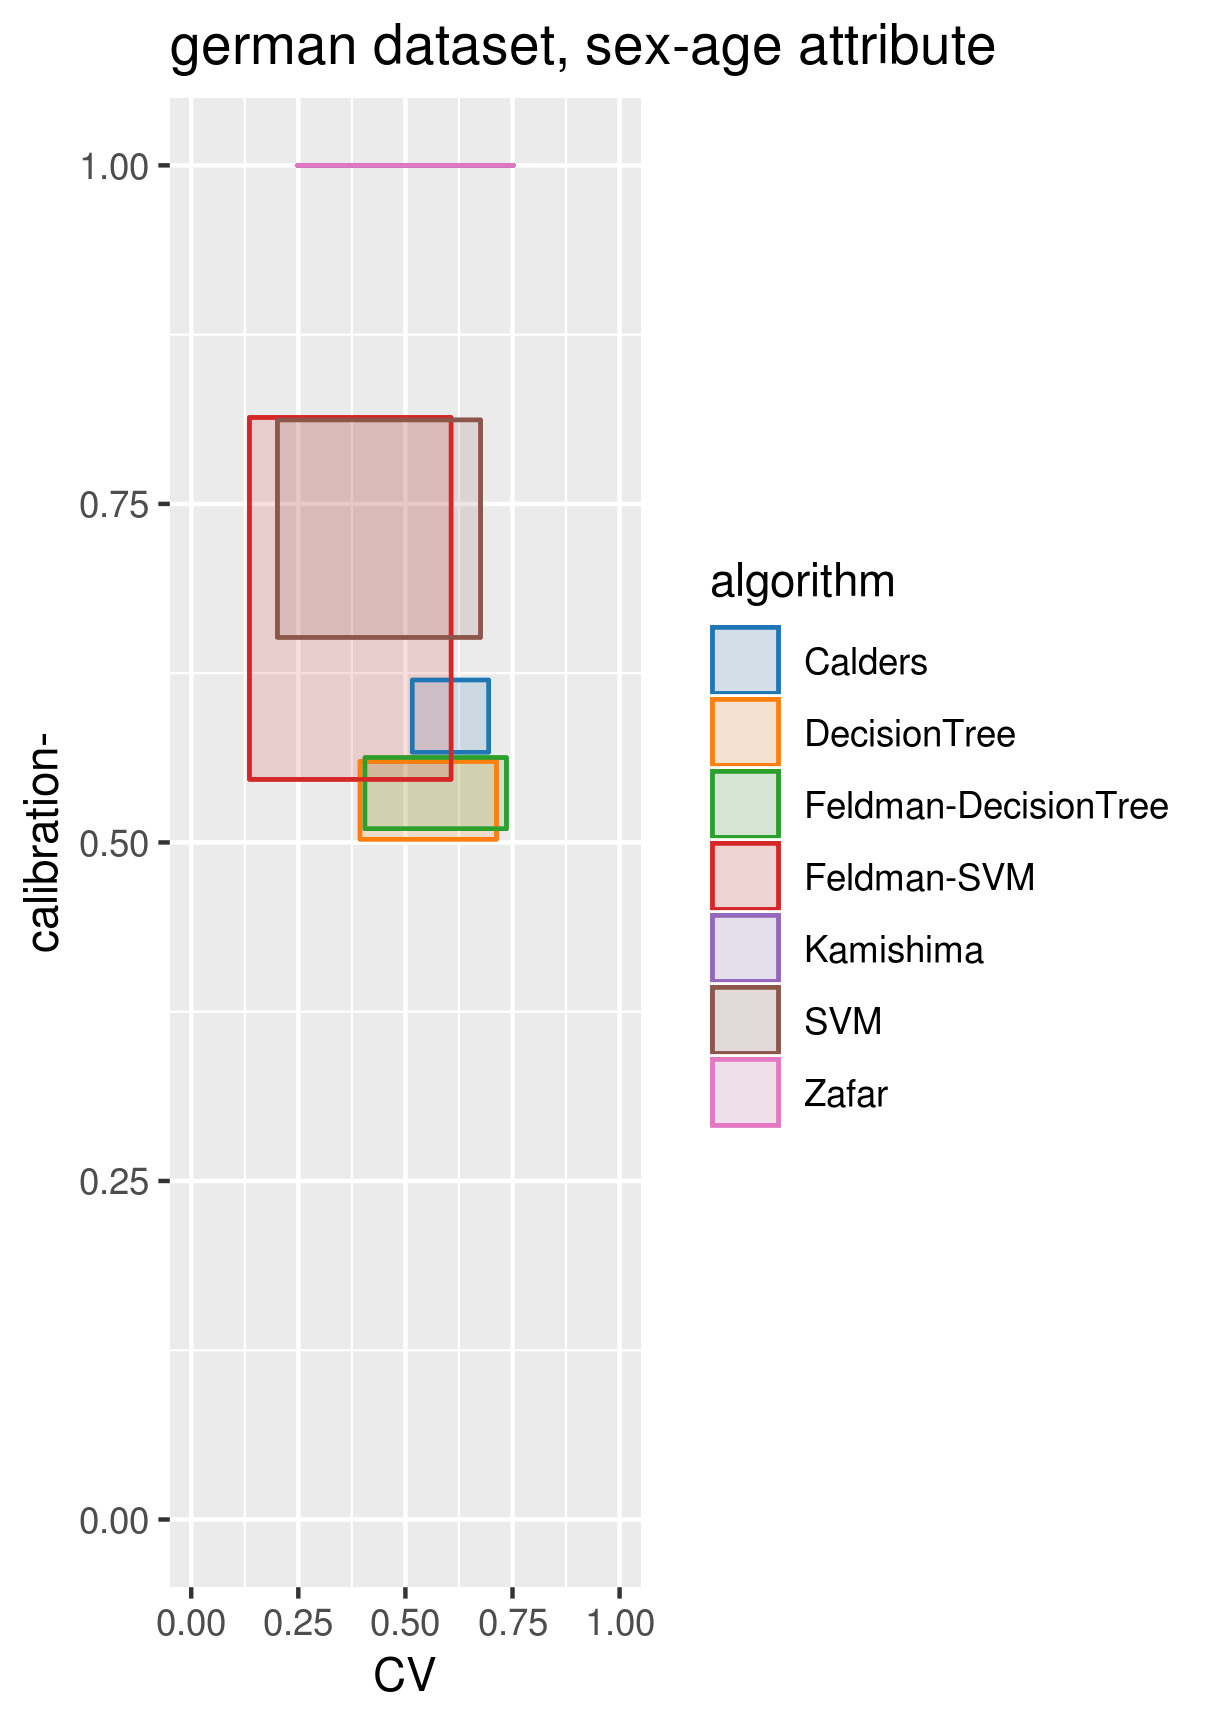 german dataset, sex-age attribute
calibration-
1.00
0.75
0.50
0.25
0.00
0.00 0.25 0.50 0.75 1.00
CV
algorithm
Calders
DecisionTree
Feldman-DecisionTree
Feldman-SVM
Kamishima
SVM
Zafar